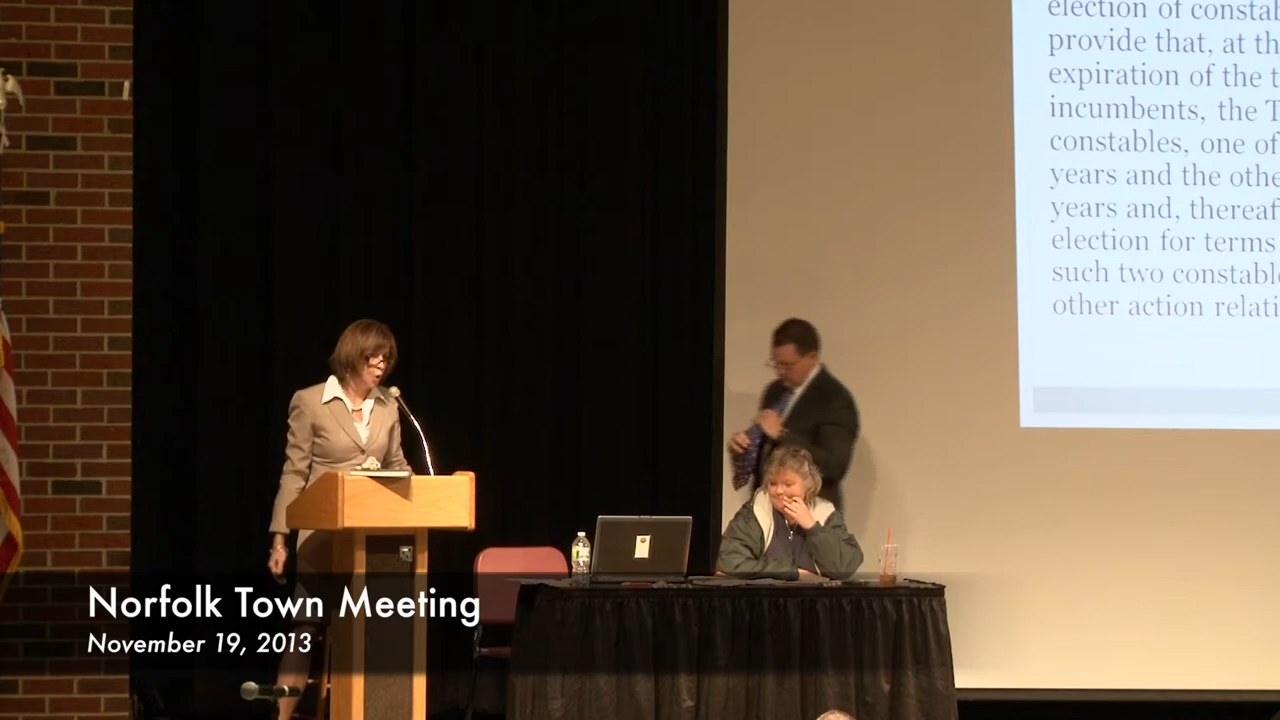 election of constab
provide that, at th
expiration of the t
incumbents, the T
constables, one of
years and the othe
years and, thereaf
election for terms
such two constabl
other action relati
Norfolk Town Meeting
November 19, 2013